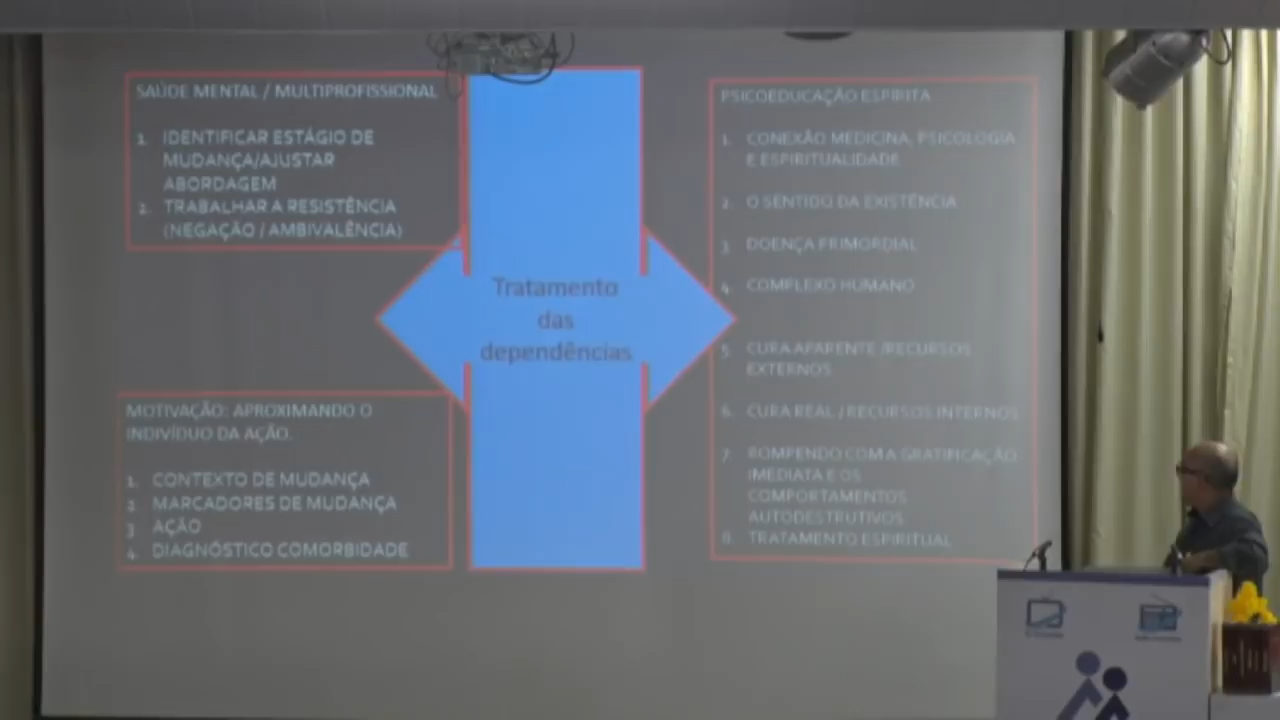 SAÚDE MENTAL / MULTIPROFISSIONAL
1. IDENTIFICAR ESTÁGIO DE
MUDANÇA/AJUSTAR
ABORDAGEM
2. TRABALHAR A RESISTÊNCIA
(NEGAÇÃO / AMBIVALÊNCIA)
MOTIVAÇÃO: APROXIMANDO O
INDIVÍDUO DA AÇÃO.
1. CONTEXTO DE MUDANÇA
2. MARCADORES DE MUDANÇA
3. AÇÃO
4. DIAGNÓSTICO COMORBIDADE
Tratamento
das
dependências
PSICOEDUCAÇÃO ESPÍRITA
1. CONEXÃO MEDICINA, PSICOLOGIA
E ESPIRITUALIDADE
2. O SENTIDO DA EXISTÊNCIA
3. DOENÇA PRIMORDIAL
4. COMPLEXO HUMANO
5. CURA APARENTE /RECURSOS
EXTERNOS
6. CURA REAL / RECURSOS INTERNOS
7. ROMPENDO COM A GRATIFICAÇÃO
IMEDIATA E OS
COMPORTAMENTOS
AUTODESTRUTIVOS
8. TRATAMENTO ESPIRITUAL